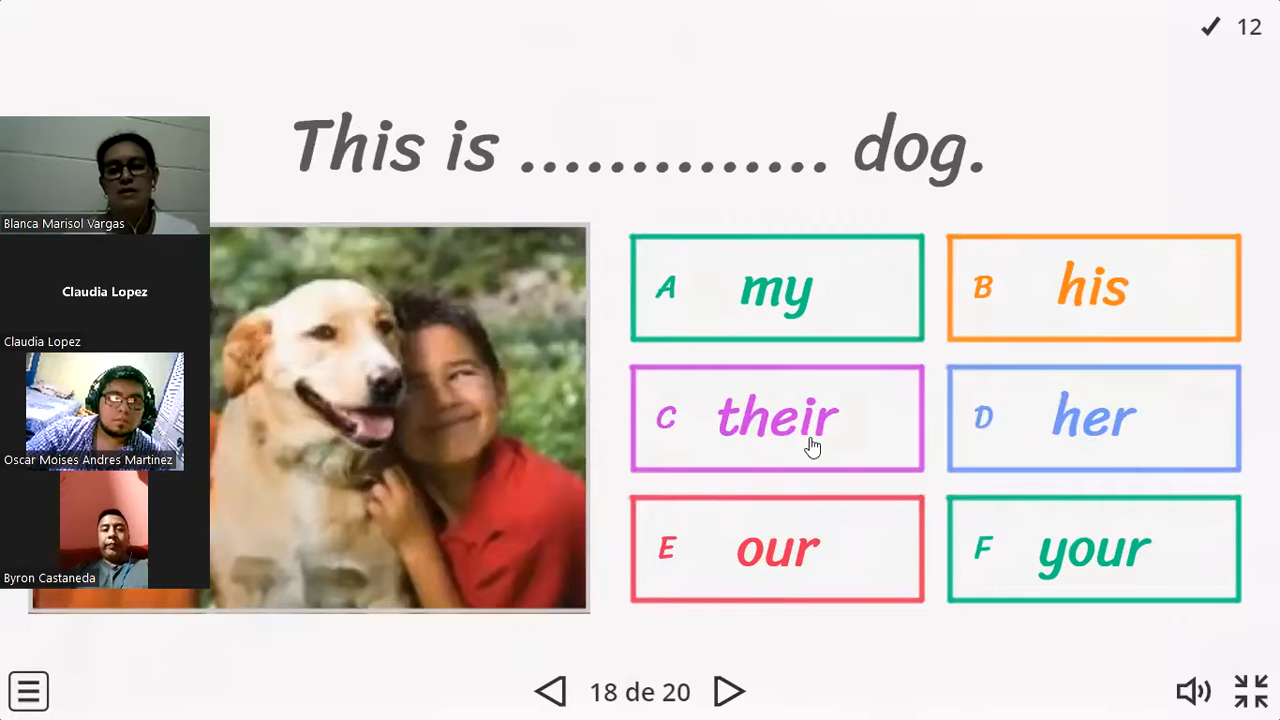 12
This is .............. dog.
Blanca Marisol Vargas
Claudia Lopez
Claudia Lopez
Oscar Moises Andres Martinez
Byron Castaneda
A my
B his
C their
D her
E our
F your
18 de 20